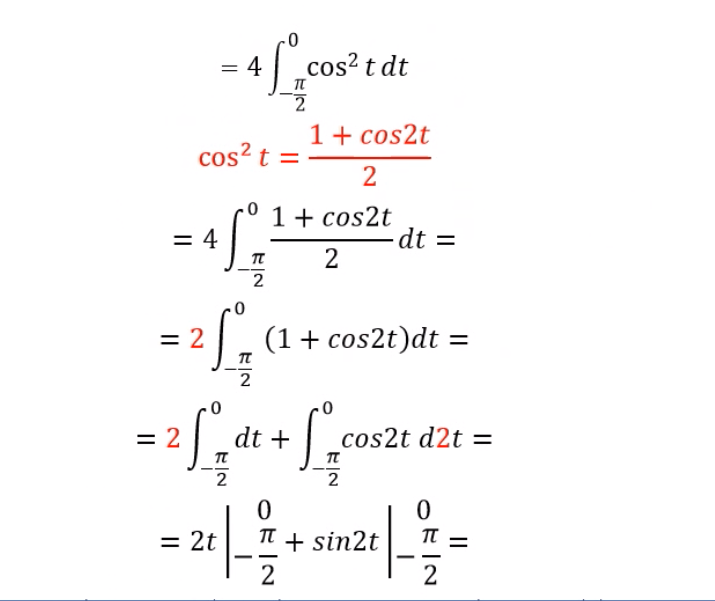 = 4 ∫_{-π/2}^{0} cos² t dt
cos² t = (1 + cos2t)/2
= 4 ∫_{-π/2}^{0} (1 + cos2t)/2 dt =
= 2 ∫_{-π/2}^{0} (1 + cos2t)dt =
= 2 ∫_{-π/2}^{0} dt + ∫_{-π/2}^{0} cos2t d2t =
= 2t |_{-π/2}^{0} + sin2t |_{-π/2}^{0} =